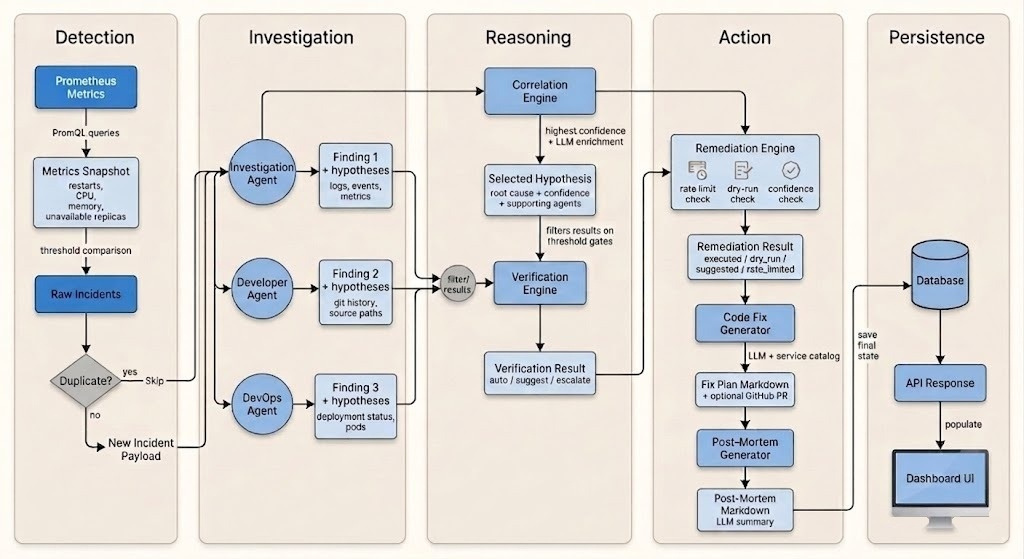 Detection
Prometheus
Metrics
PromQL queries
Metrics Snapshot
restarts,
CPU,
memory,
unavailable replicas
threshold comparison
Raw Incidents
Duplicate?
yes
Skip
no
New Incident
Payload
Investigation
Investigation
Agent
Finding 1
+ hypotheses
logs, events,
metrics
Developer
Agent
Finding 2
+ hypotheses
git history,
source paths
DevOps
Agent
Finding 3
+ hypotheses
deployment status,
pods
Reasoning
Correlation
Engine
highest confidence
+ LLM enrichment
Selected Hypothesis
root cause + confidence
+ supporting agents
filters results on
threshold gates
filter/
results
Verification
Engine
Verification Result
auto / suggest / escalate
Action
Remediation Engine
rate limit
check
dry-run
check
confidence
check
Remediation Result
executed / dry_run /
suggested / rste_limited
Code Fix
Generator
LLM + service catalog
Fix Plan Markdown
+ optional GitHub PR
Post-Mortem
Generator
Post-Mortem
Markdown
LLM summary
Persistence
save
final
state
Database
API Response
populate
Dashboard UI